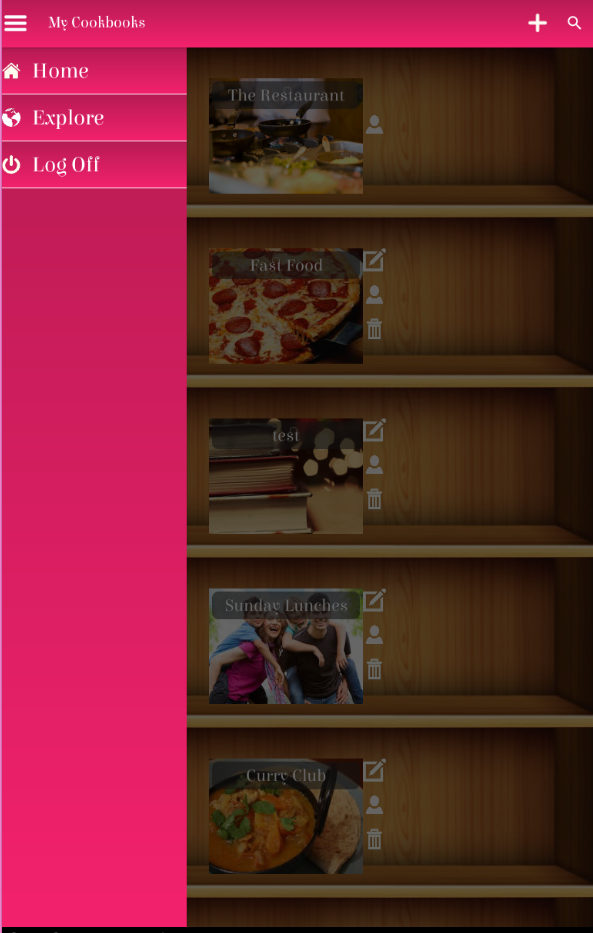 My Cookbooks
Home
Explore
Log Off
The Restaurant
Fast Food
test
Sunday Lunches
Curry Club